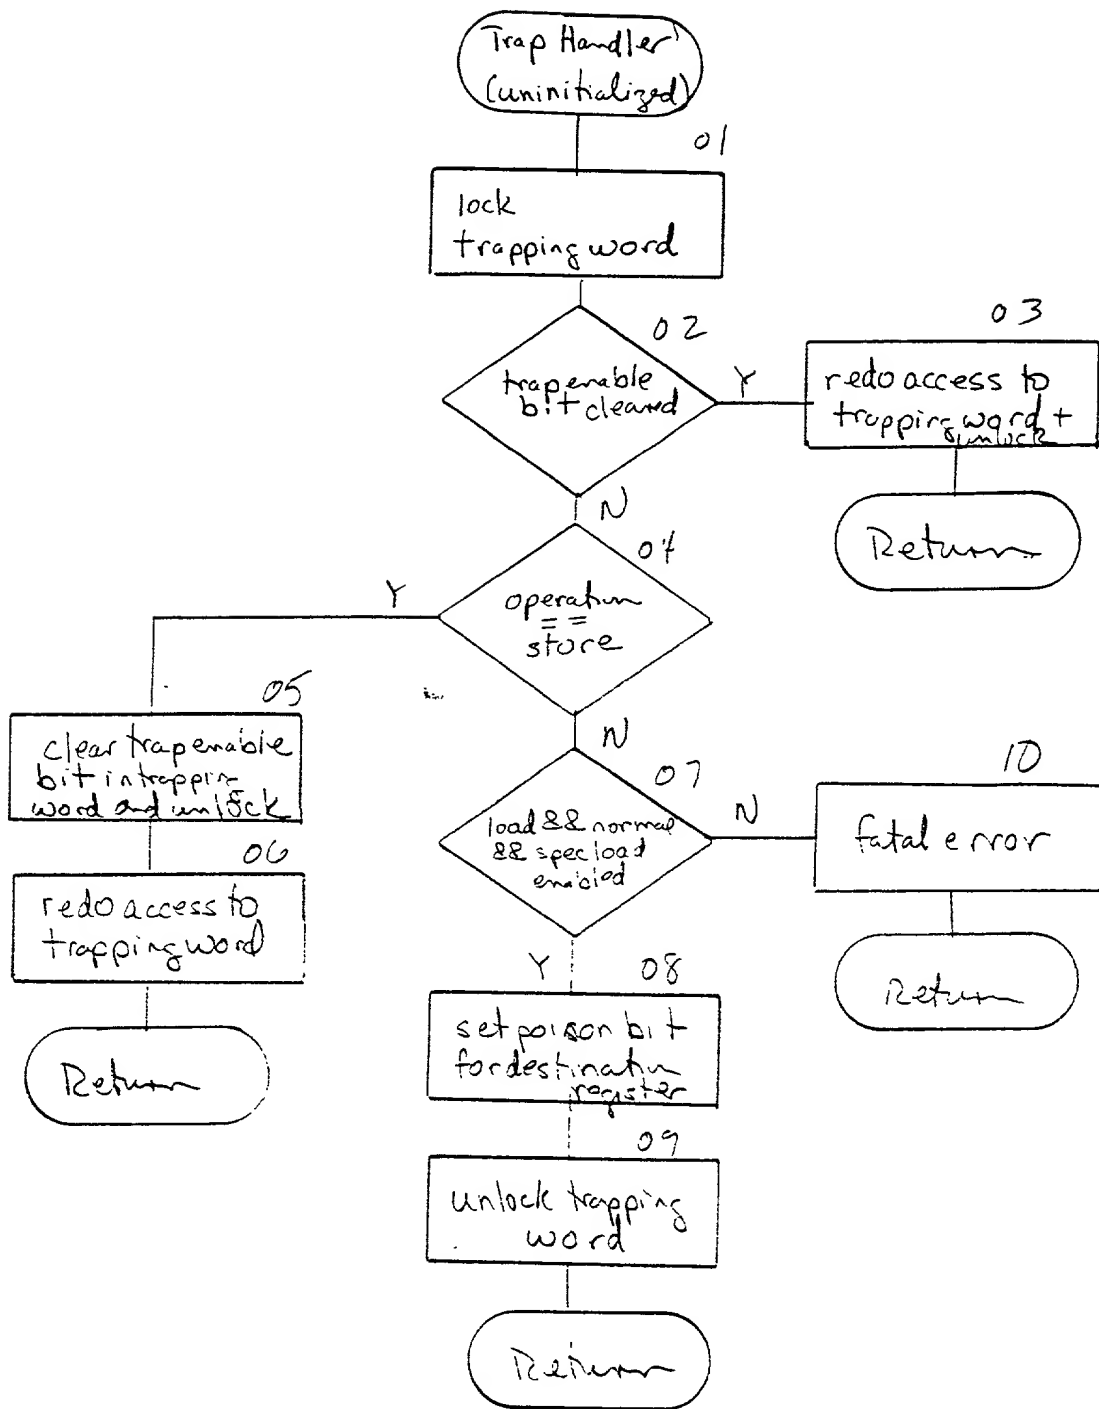 Trap Handler
(uninitialized)
01
lock
trapping word
02
trap enable
bit cleared
Y
03
redo access to
trapping word +
unlock
Return
N
04
operation
==
store
Y
05
clear trap enable
bit in trapping
word and unlock
06
redo access to
trapping word
Return
N
07
load && normal
&& spec load
enabled
N
10
fatal error
Return
Y
08
set poison bit
for destination
register
09
unlock trapping
word
Return